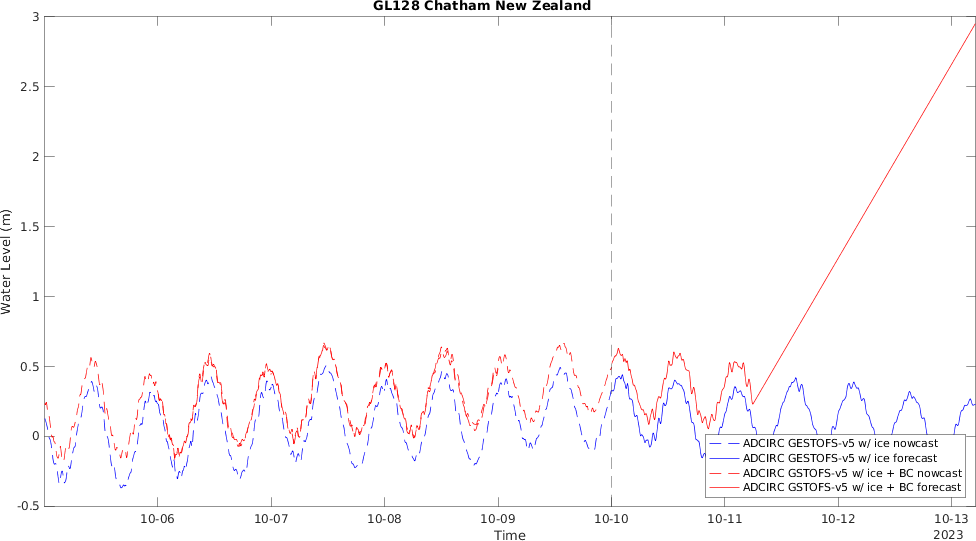 GL128 Chatham New Zealand
3
2.5
2
1.5
1
0.5
0
-0.5
Water Level (m)
10-06 10-07 10-08 10-09 10-10 10-11 10-12 10-13
Time 2023
ADCIRC GESTOFS-v5 w/ ice nowcast
ADCIRC GESTOFS-v5 w/ ice forecast
ADCIRC GSTOFS-v5 w/ ice + BC nowcast
ADCIRC GSTOFS-v5 w/ ice + BC forecast